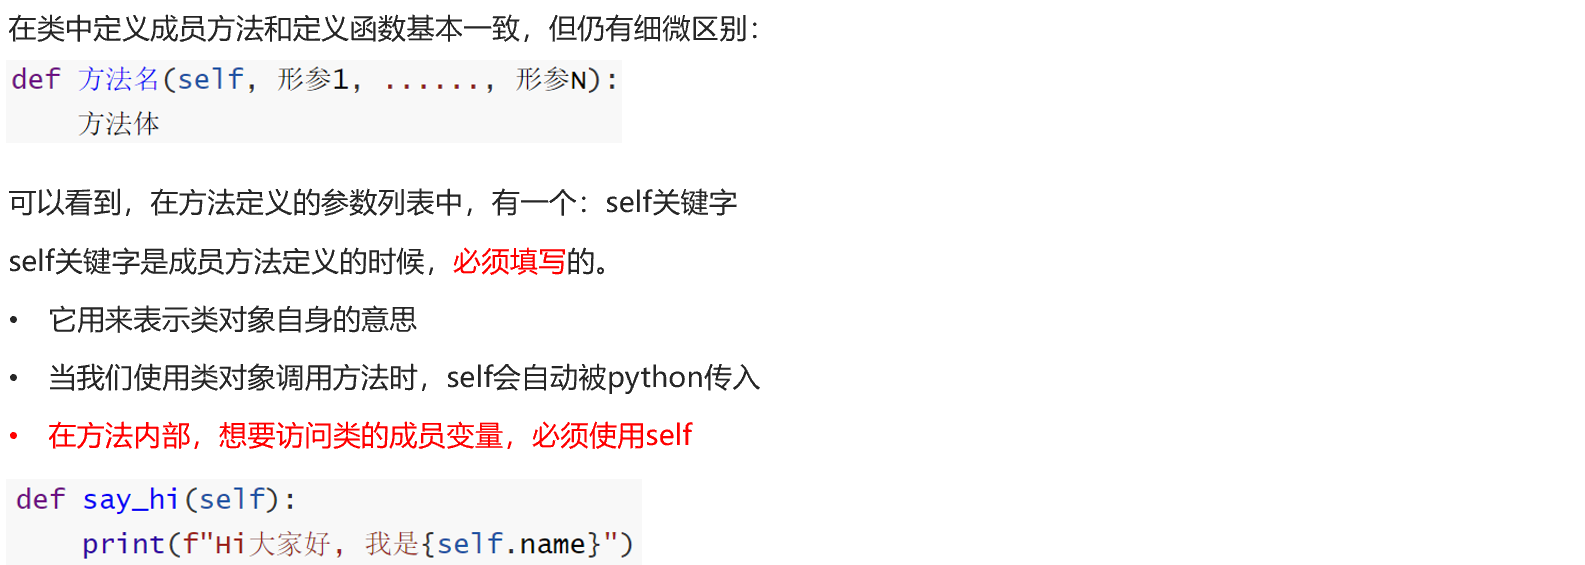 在类中定义成员方法和定义函数基本一致，但仍有细微区别：
def 方法名(self, 形参1, ......, 形参N):
方法体
可以看到，在方法定义的参数列表中，有一个：self关键字
self关键字是成员方法定义的时候，必须填写的。
• 它用来表示类对象自身的意思
• 当我们使用类对象调用方法时，self会自动被python传入
• 在方法内部，想要访问类的成员变量，必须使用self
def say_hi(self):
print(f"Hi大家好, 我是{self.name}")